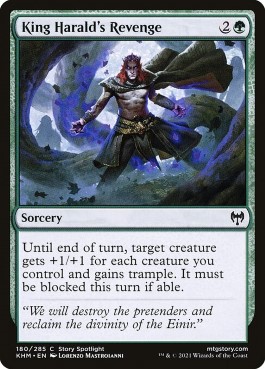 King Harald's Revenge 2
Sorcery
Until end of turn, target creature
gets +1/+1 for each creature you
control and gains trample. It must
be blocked this turn if able.
"We will destroy the pretenders and
reclaim the divinity of the Einir."
180/285 C Story Spotlight mtgstory.com
KHM • EN Lorenzo Mastroianni ™ & © 2021 Wizards of the Coast